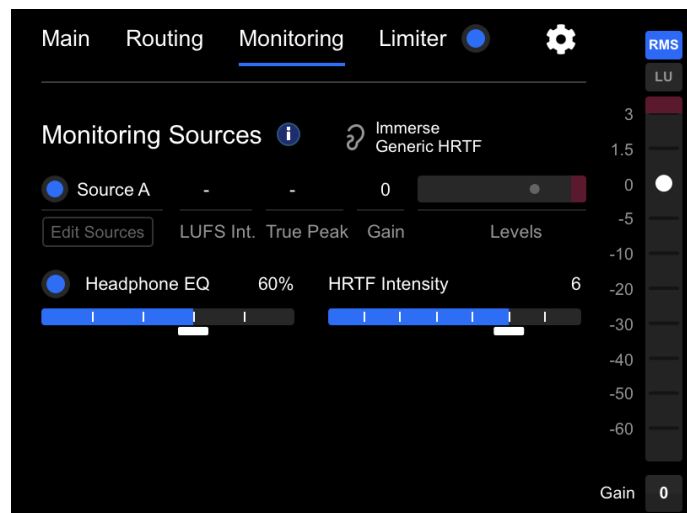 Main Routing Monitoring Limiter
RMS
LU
Monitoring Sources i
Immerse
Generic HRTF
Source A - - 0
Edit Sources LUFS Int. True Peak Gain Levels
Headphone EQ 60% HRTF Intensity 6
3
1.5
0
-5
-10
-20
-30
-40
-50
-60
Gain 0